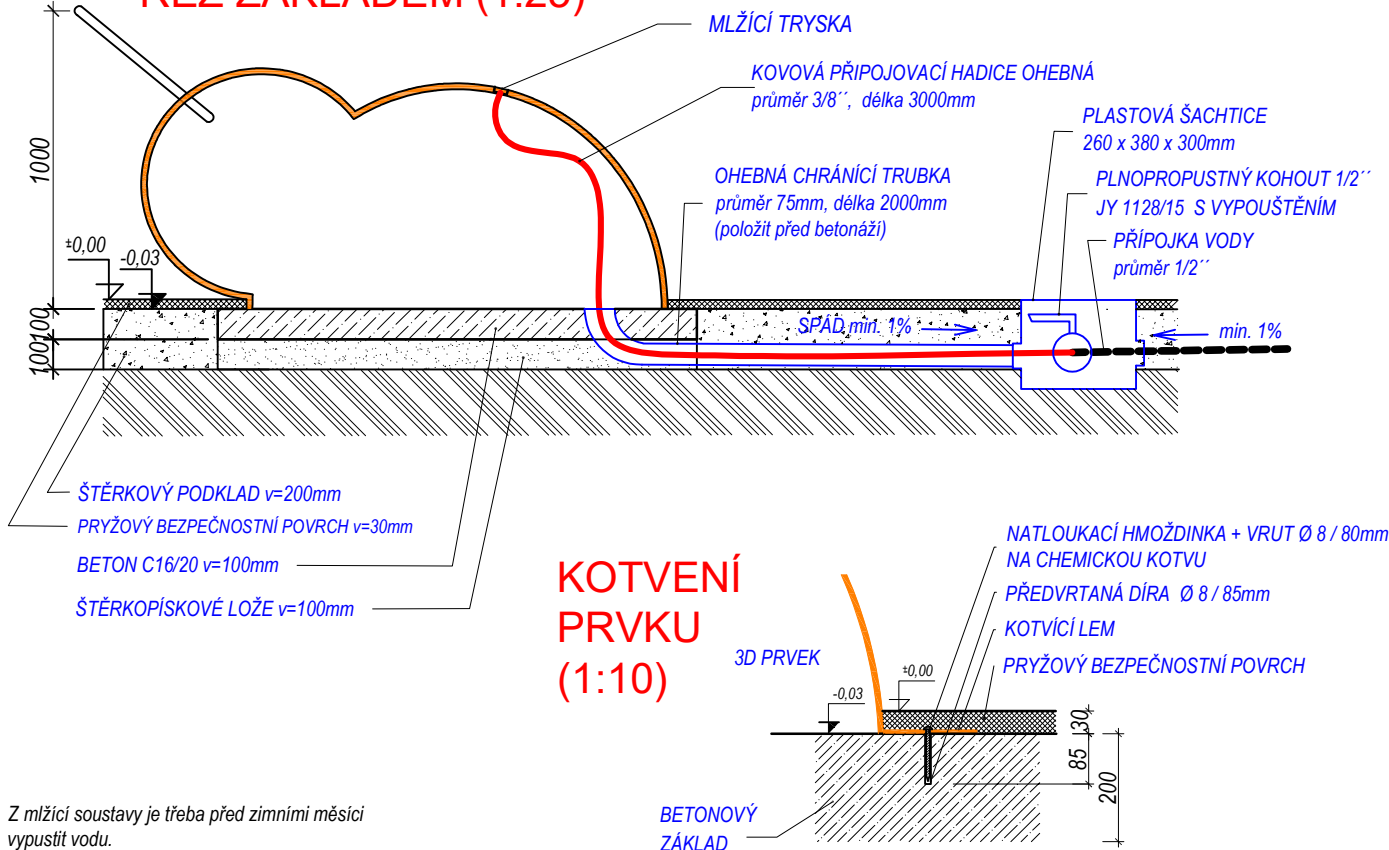 ŘEZ ZÁKLADEM (1:25)
MLŽÍCÍ TRYSKA
KOVOVÁ PŘIPOJOVACÍ HADICE OHEBNÁ
průměr 3/8´´, délka 3000mm
PLASTOVÁ ŠACHTICE
260 x 380 x 300mm
OHEBNÁ CHRÁNÍCÍ TRUBKA
průměr 75mm, délka 2000mm
(položit před betonáží)
PLNOPROPUSTNÝ KOHOUT 1/2´´
JY 1128/15 S VYPOUŠTĚNÍM
PŘÍPOJKA VODY
průměr 1/2´´
1000
±0,00
-0,03
100
100
SPÁD min. 1%
min. 1%
ŠTĚRKOVÝ PODKLAD v=200mm
PRYŽOVÝ BEZPEČNOSTNÍ POVRCH v=30mm
BETON C16/20 v=100mm
ŠTĚRKOPÍSKOVÉ LOŽE v=100mm
KOTVENÍ
PRVKU
(1:10)
NATLOUKACÍ HMOŽDINKA + VRUT Ø 8 / 80mm
NA CHEMICKOU KOTVU
PŘEDVRTANÁ DÍRA Ø 8 / 85mm
KOTVÍCÍ LEM
PRYŽOVÝ BEZPEČNOSTNÍ POVRCH
3D PRVEK
±0,00
-0,03
30
85
200
BETONOVÝ
ZÁKLAD
Z mlžící soustavy je třeba před zimními měsíci
vypustit vodu.